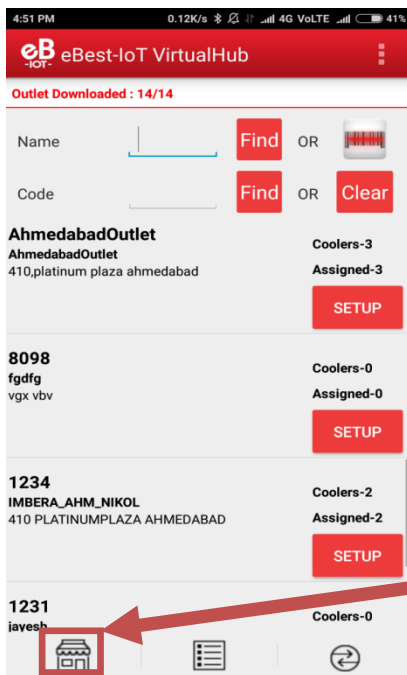 4:51 PM 0.12K/s 4G VoLTE 41%
eB -IOT- eBest-IoT VirtualHub
Outlet Downloaded : 14/14
Name Find OR
Code Find OR Clear
AhmedabadOutlet
AhmedabadOutlet
Coolers-3
410,platinum plaza ahmedabad
Assigned-3
SETUP
8098
fgdfg
Coolers-0
vgx vbv
Assigned-0
SETUP
1234
IMBERA_AHM_NIKOL
Coolers-2
410 PLATINUMPLAZA AHMEDABAD
Assigned-2
SETUP
1231
jayesh
Coolers-0